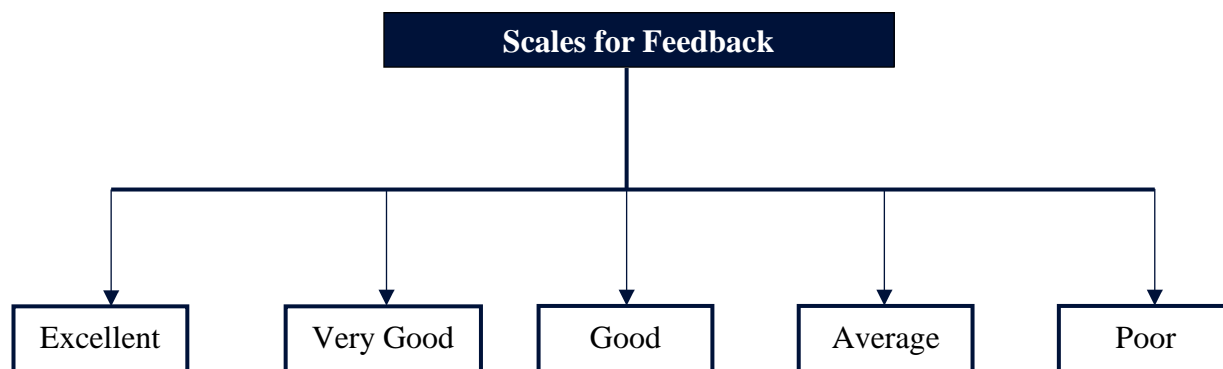 Scales for Feedback
Excellent
Very Good
Good
Average
Poor